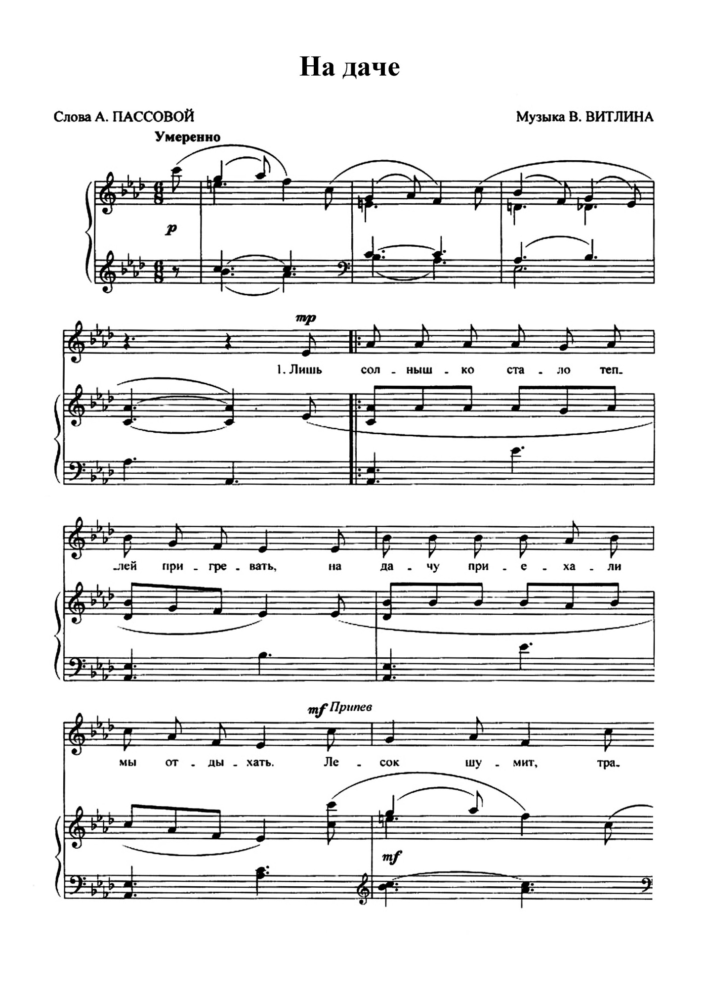 На даче
Слова А. ПАССОВОЙ Музыка В. ВИТЛИНА
Умеренно
p
mp
1. Лишь сол - ныш - ко ста - ло теп-
-лей при - гре - вать, на да - чу при - е - ха - ли
mf Припев
мы от - ды - хать. Ле - сок шу - мит, тра-
mf